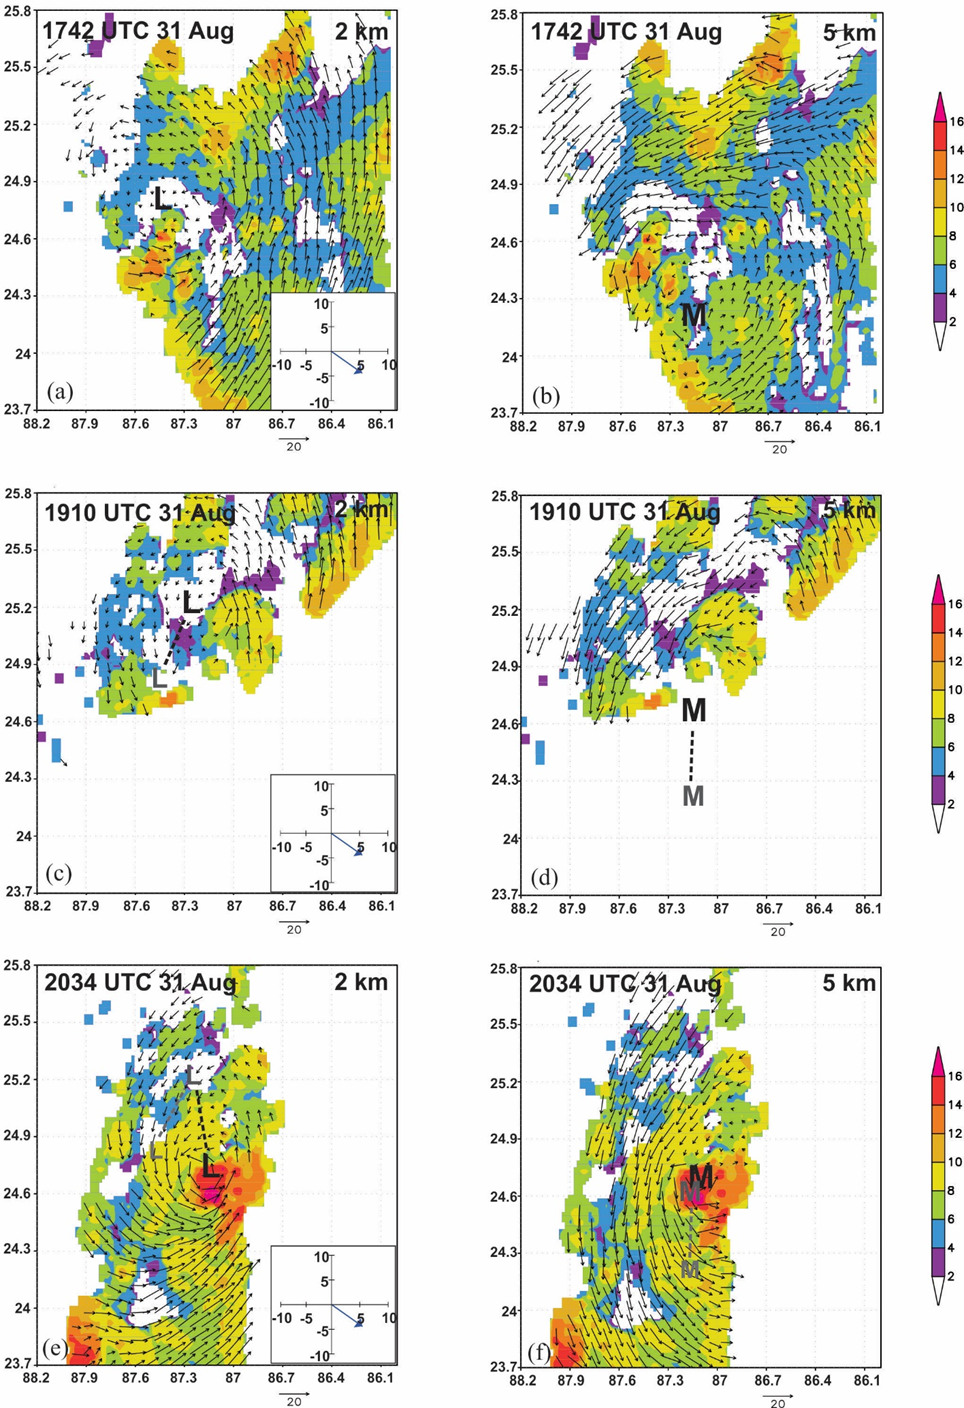 1742 UTC 31 Aug 2 km
L
25.8
25.5
25.2
24.9
24.6
24.3
24
23.7
10
5
-10 -5 5 10
-5
-10
(a)
88.2 87.9 87.6 87.3 87 86.7 86.4 86.1
20
1742 UTC 31 Aug 5 km
M
25.8
25.5
25.2
24.9
24.6
24.3
24
23.7
(b)
88.2 87.9 87.6 87.3 87 86.7 86.4 86.1
20
16
14
12
10
8
6
4
2
1910 UTC 31 Aug 2 km
L
L
25.8
25.5
25.2
24.9
24.6
24.3
24
23.7
10
5
-10 -5 5 10
-5
-10
(c)
88.2 87.9 87.6 87.3 87 86.7 86.4 86.1
20
1910 UTC 31 Aug 5 km
M
M
25.8
25.5
25.2
24.9
24.6
24.3
24
23.7
(d)
88.2 87.9 87.6 87.3 87 86.7 86.4 86.1
20
16
14
12
10
8
6
4
2
2034 UTC 31 Aug 2 km
L
L
L
25.8
25.5
25.2
24.9
24.6
24.3
24
23.7
10
5
-10 -5 5 10
-5
-10
(e)
88.2 87.9 87.6 87.3 87 86.7 86.4 86.1
20
2034 UTC 31 Aug 5 km
M
M
M
25.8
25.5
25.2
24.9
24.6
24.3
24
23.7
(f)
88.2 87.9 87.6 87.3 87 86.7 86.4 86.1
20
16
14
12
10
8
6
4
2